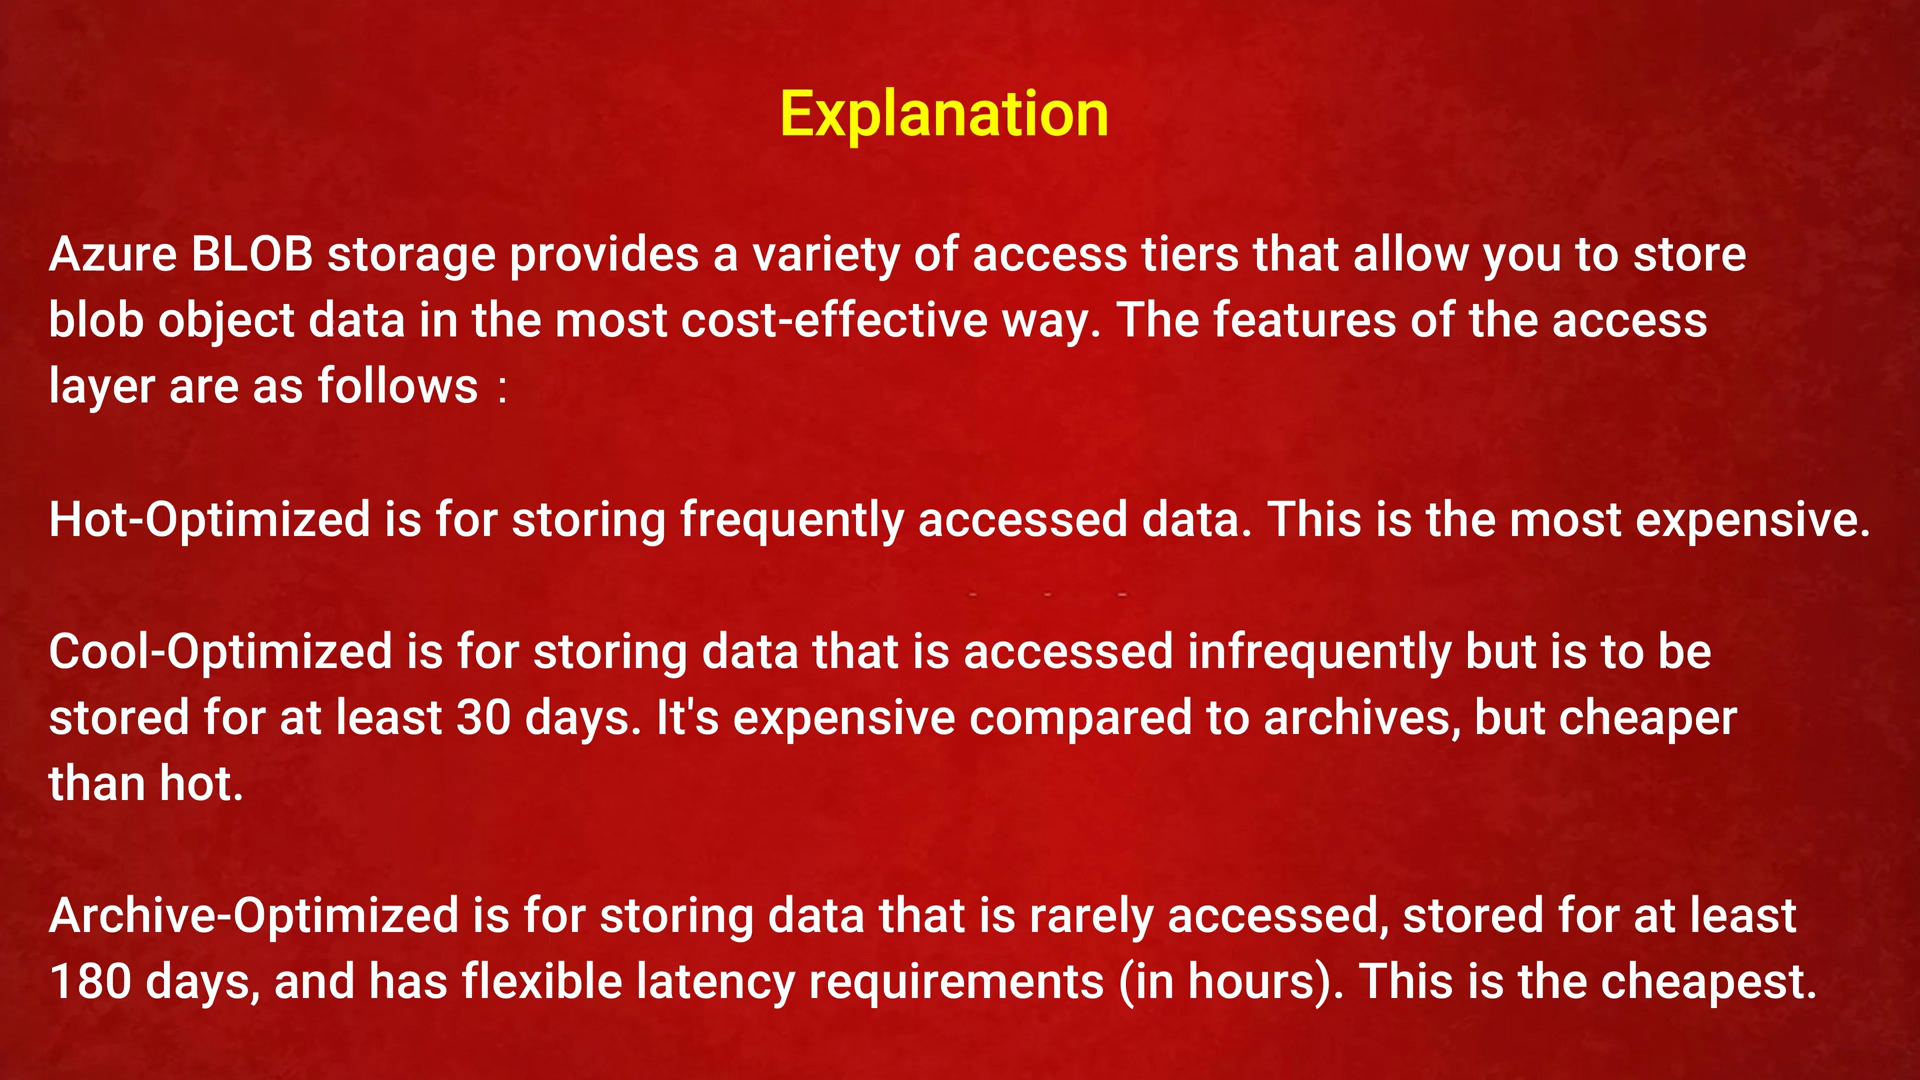 Explanation
Azure BLOB storage provides a variety of access tiers that allow you to store
blob object data in the most cost-effective way. The features of the access
layer are as follows：
Hot-Optimized is for storing frequently accessed data. This is the most expensive.
Cool-Optimized is for storing data that is accessed infrequently but is to be
stored for at least 30 days. It's expensive compared to archives, but cheaper
than hot.
Archive-Optimized is for storing data that is rarely accessed, stored for at least
180 days, and has flexible latency requirements (in hours). This is the cheapest.